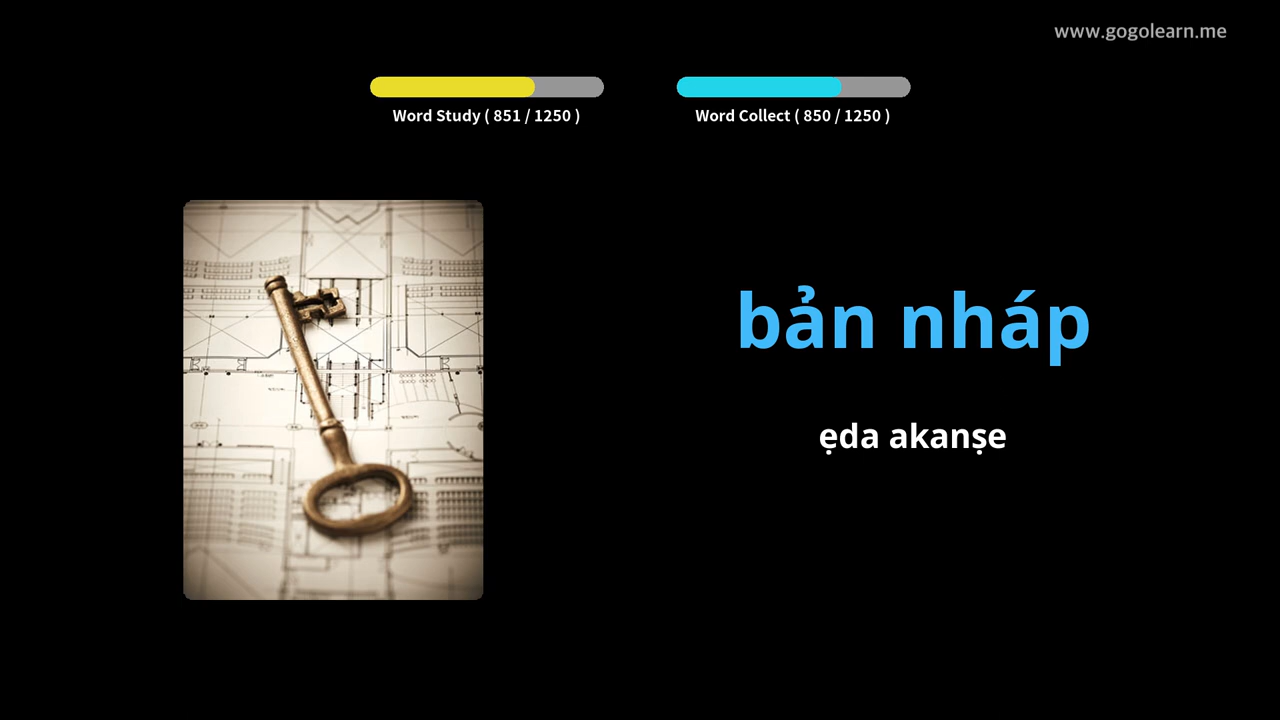 www.gogolearn.me
Word Study ( 851 / 1250 )
Word Collect ( 850 / 1250 )
bản nháp
ẹda akanṣe